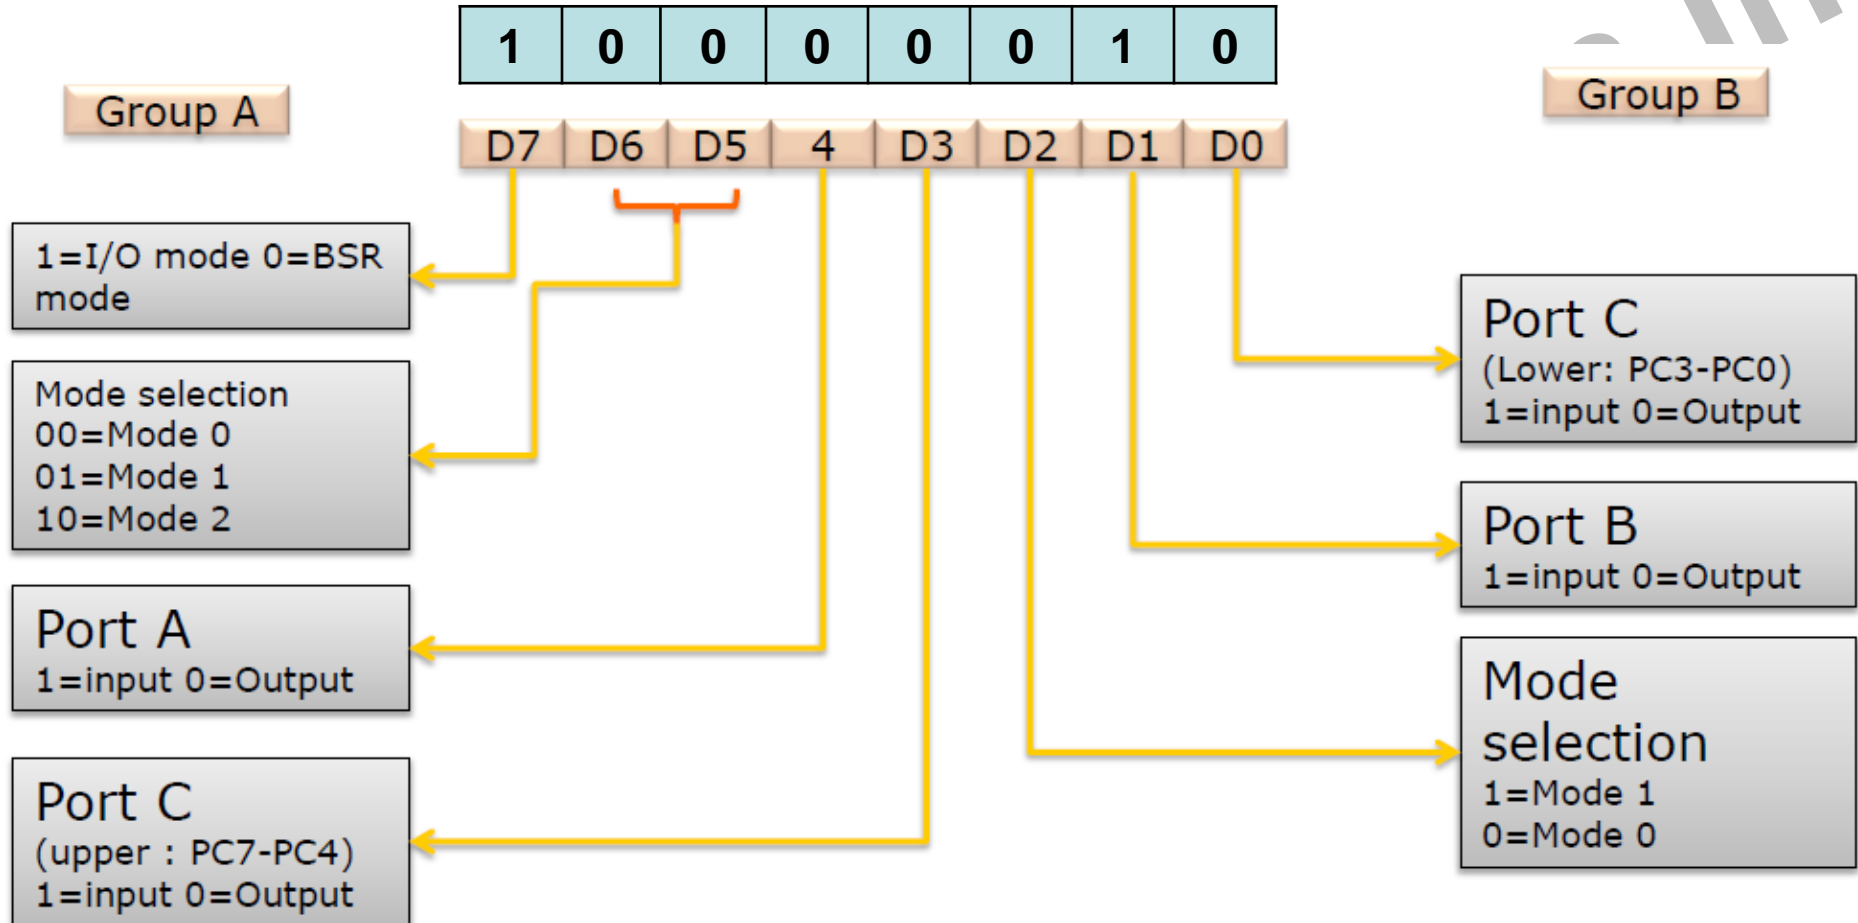 1 0 0 0 0 0 1 0
Group A
Group B
D7 D6 D5 4 D3 D2 D1 D0
1=I/O mode 0=BSR
mode
Mode selection
00=Mode 0
01=Mode 1
10=Mode 2
Port A
1=input 0=Output
Port C
(upper : PC7-PC4)
1=input 0=Output
Port C
(Lower: PC3-PC0)
1=input 0=Output
Port B
1=input 0=Output
Mode
selection
1=Mode 1
0=Mode 0